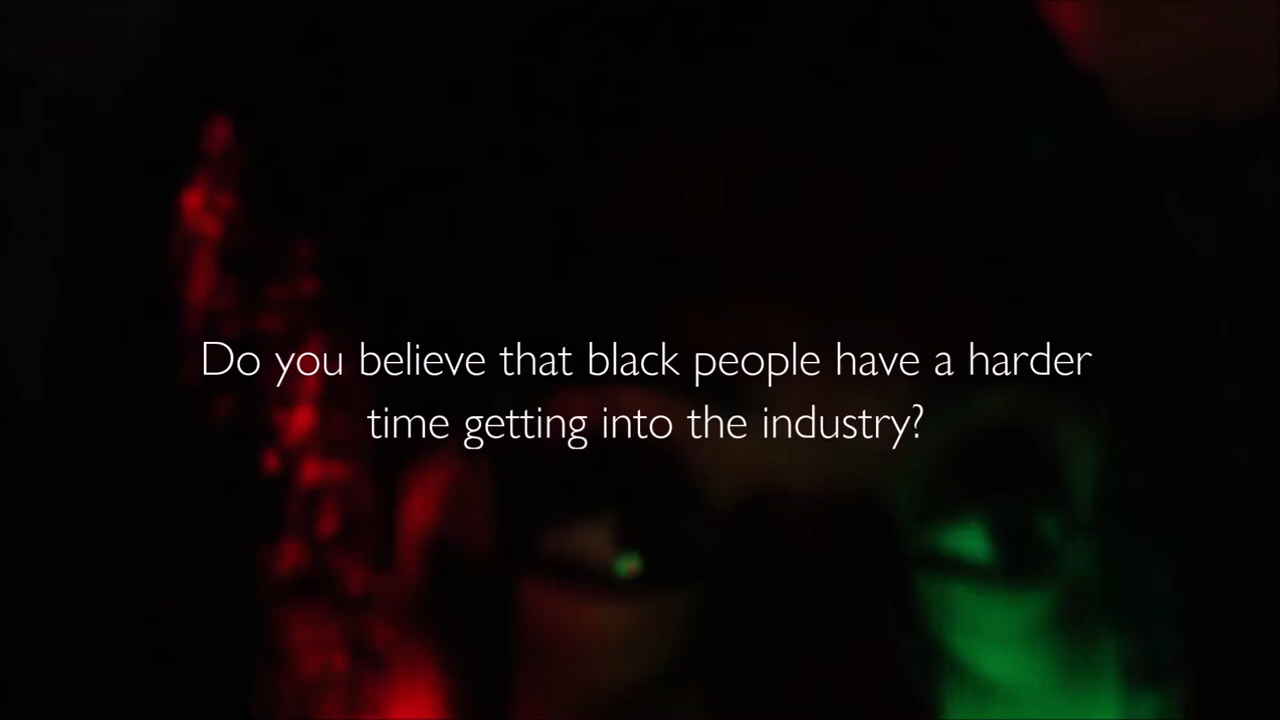 Do you believe that black people have a harder
time getting into the industry?